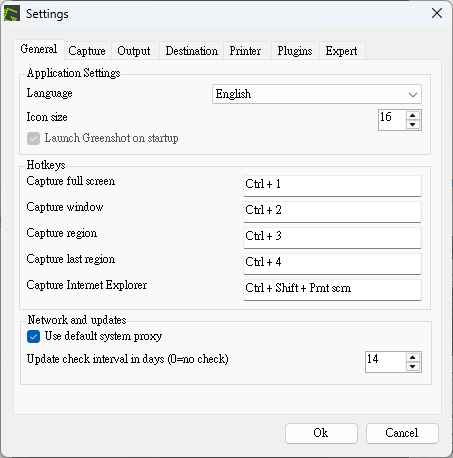 Settings
General Capture Output Destination Printer Plugins Expert
Application Settings
Language English
Icon size 16
Launch Greenshot on startup
Hotkeys
Capture full screen Ctrl + 1
Capture window Ctrl + 2
Capture region Ctrl + 3
Capture last region Ctrl + 4
Capture Internet Explorer Ctrl + Shift + Prnt scrn
Network and updates
Use default system proxy
Update check interval in days (0=no check) 14
Ok Cancel